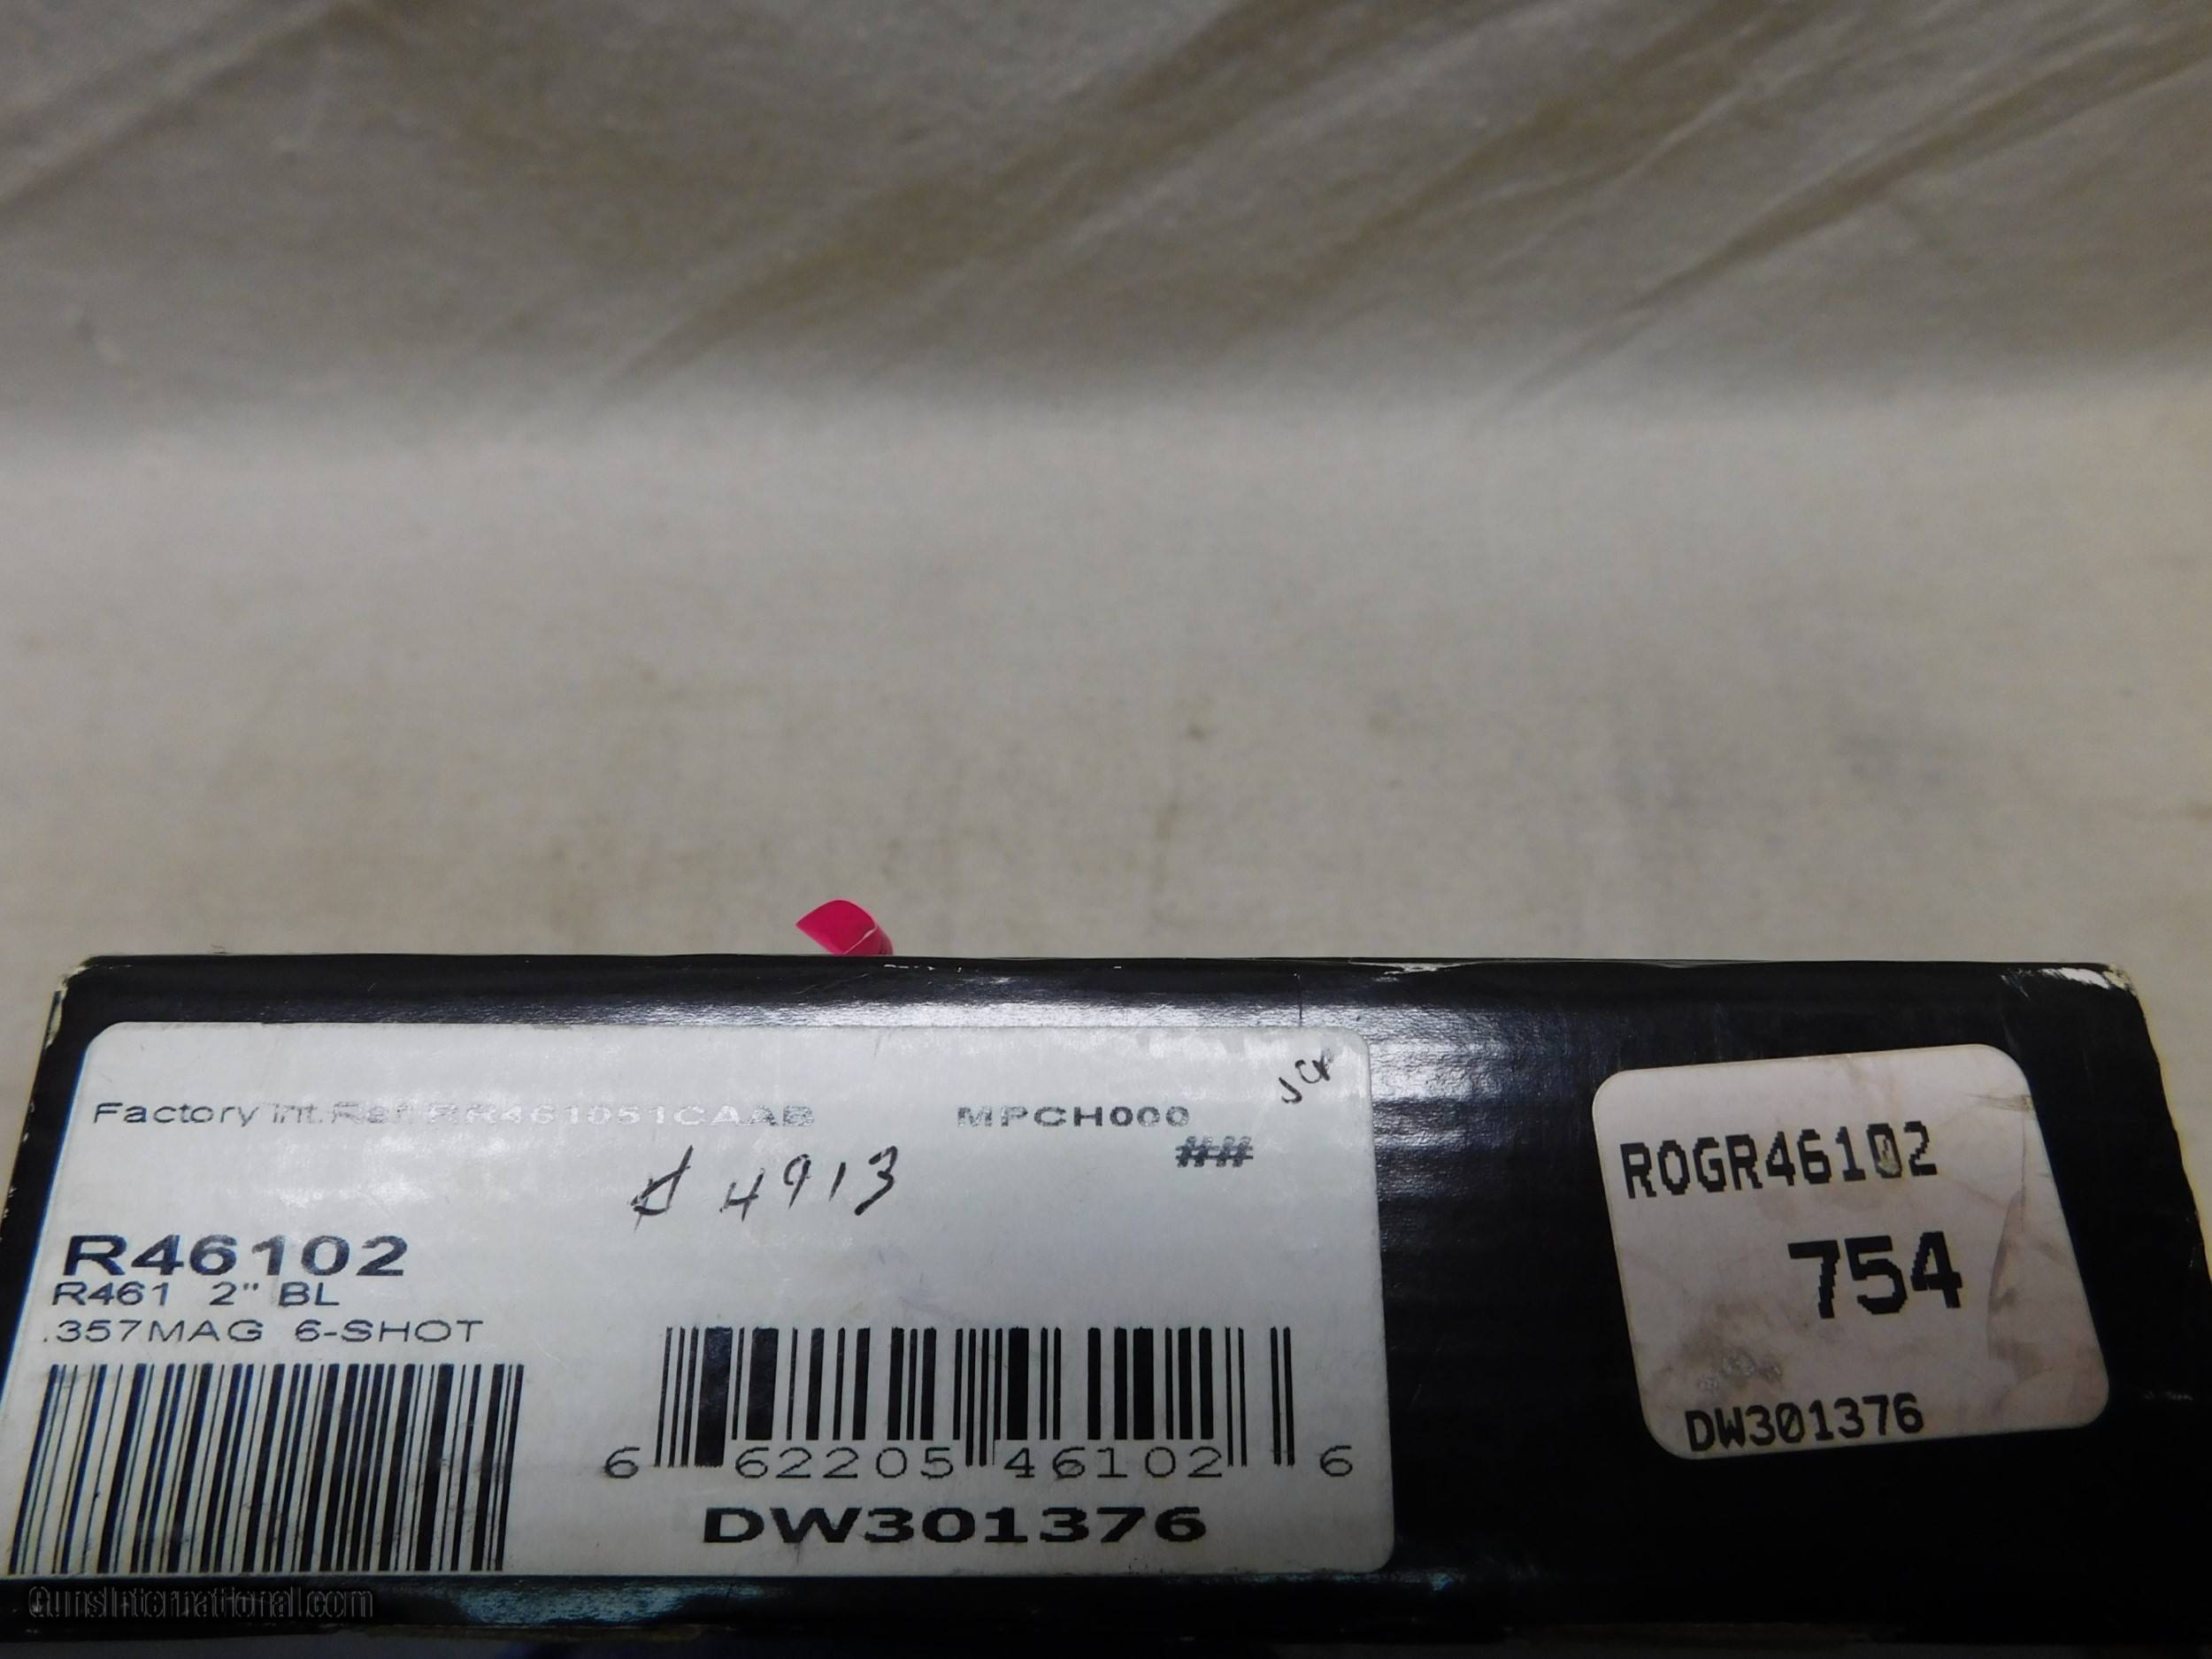 Factory Int. Ref: RR461051CAAB MPCH000
##
4913
R46102
R461 2" BL
.357MAG 6-SHOT
6 62205 46102 6
DW301376
ROGR46102
754
DW301376
GunsInternational.com